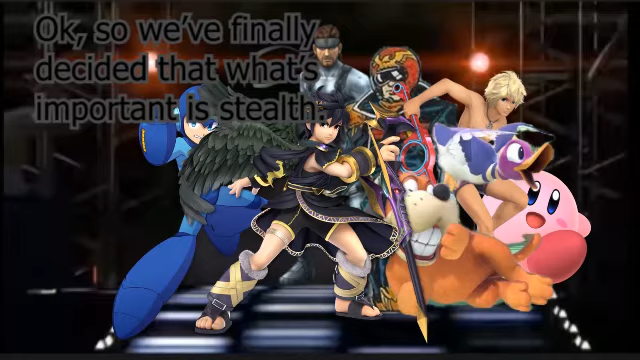 Ok, so we've finally
decided that what's
important is stealth.